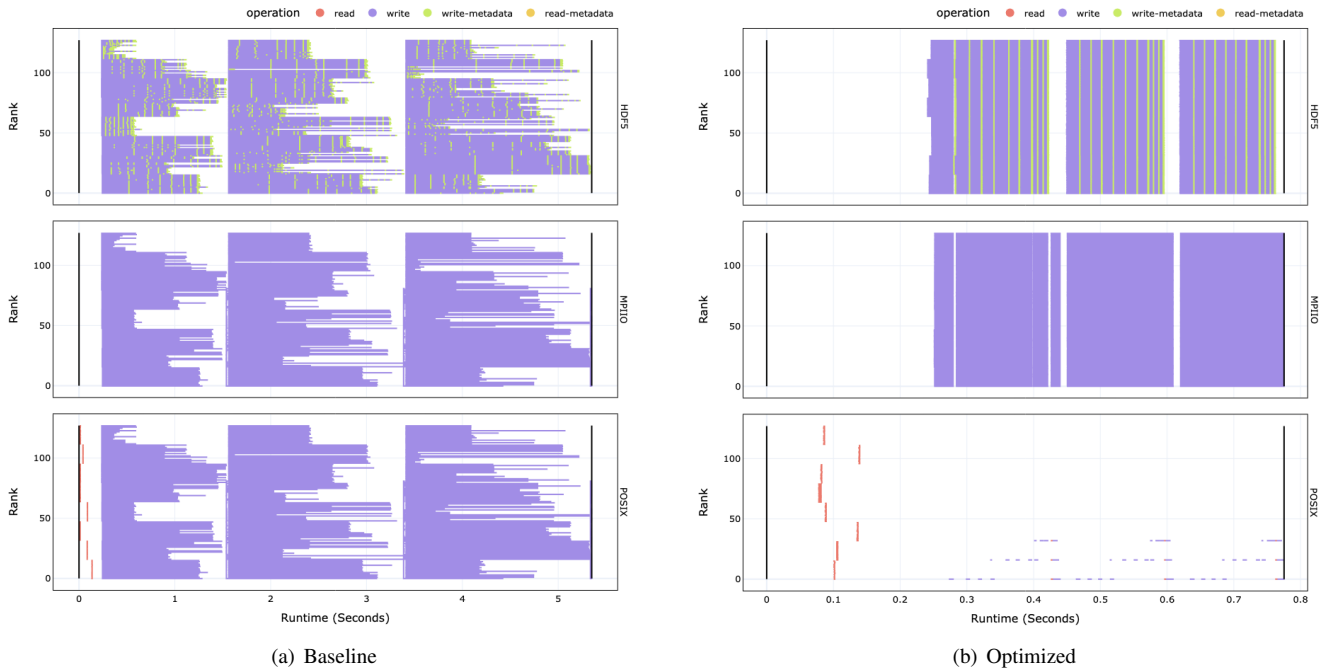 operation read write write-metadata read-metadata
100
50
0
Rank
HDF5
100
50
0
Rank
MPIIO
100
50
0
Rank
POSIX
0 1 2 3 4 5
Runtime (Seconds)
(a) Baseline
operation read write write-metadata read-metadata
100
50
0
Rank
HDF5
100
50
0
Rank
MPIIO
100
50
0
Rank
POSIX
0 0.1 0.2 0.3 0.4 0.5 0.6 0.7 0.8
Runtime (Seconds)
(b) Optimized